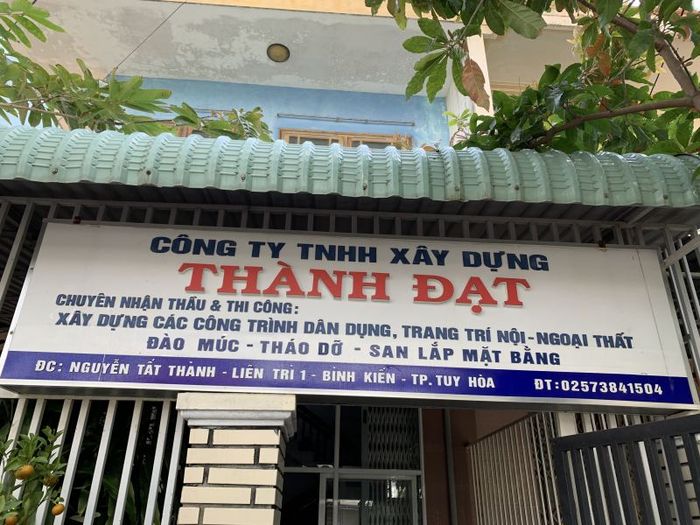 CÔNG TY TNHH XÂY DỰNG
THÀNH ĐẠT
CHUYÊN NHẬN THẦU & THI CÔNG:
XÂY DỰNG CÁC CÔNG TRÌNH DÂN DỤNG, TRANG TRÍ NỘI-NGOẠI THẤT
ĐÀO MÚC - THÁO DỠ - SAN LẮP MẶT BẰNG
ĐC: NGUYỄN TẤT THÀNH - LIÊN TRÌ 1 - BÌNH KIẾN - TP.TUY HÒA ĐT:02573841504